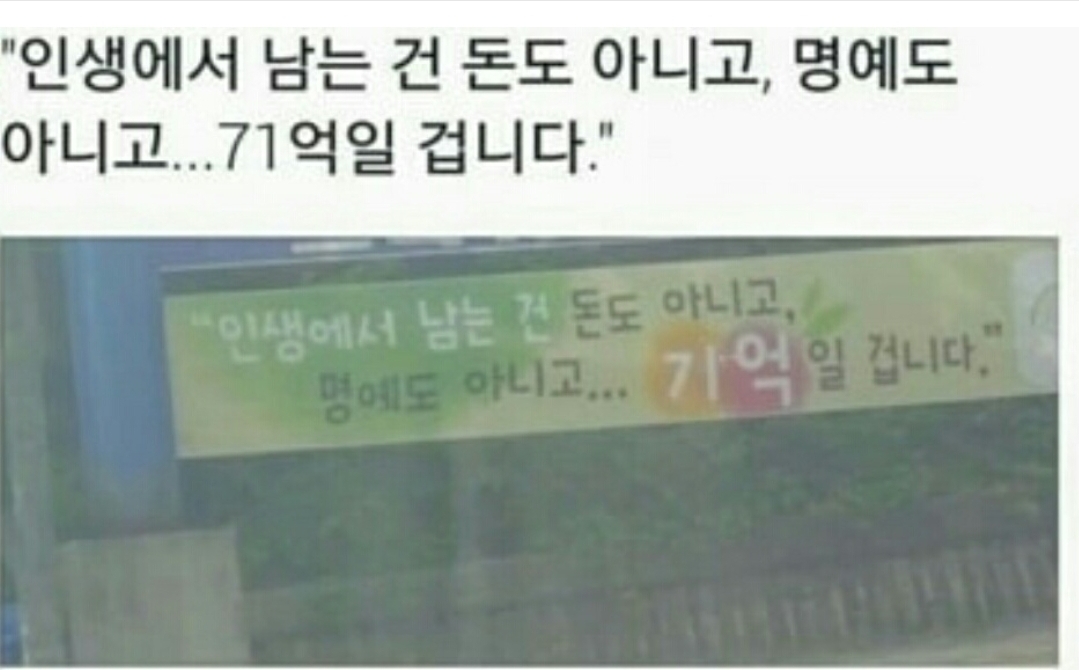 "인생에서 남는 건 돈도 아니고, 명예도
아니고...71억일 겁니다."
"인생에서 남는 건 돈도 아니고,
명예도 아니고... 기억일 겁니다."